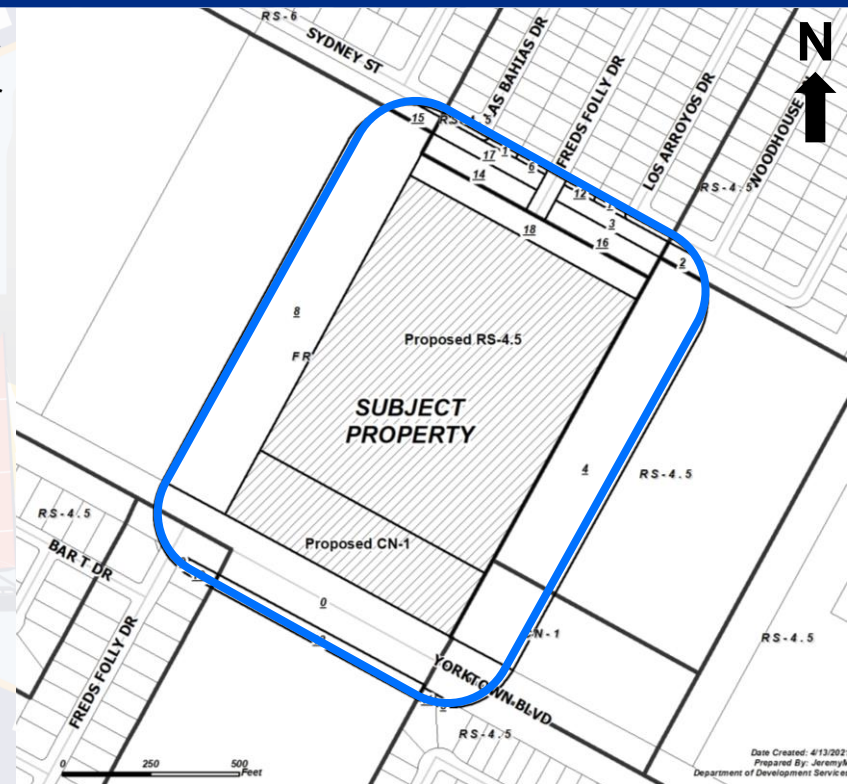 RS-6
SYDNEY ST
AS BAHIAS DR
FREDS FOLLY DR
LOS ARROYOS DR
N
RS-4.5
15
17
1
6
14
12
3
18
16
2
8
FR
Proposed RS-4.5
SUBJECT
PROPERTY
4
RS-4.5
RS-4.5
BAR T DR
Proposed CN-1
0
CN-1
RS-4.5
FREDS FOLLY DR
YORKTOWN BLVD
RS-4.5
0 250 500
Feet
Date Created: 4/13/2021
Prepared By: JeremyM
Department of Development Services